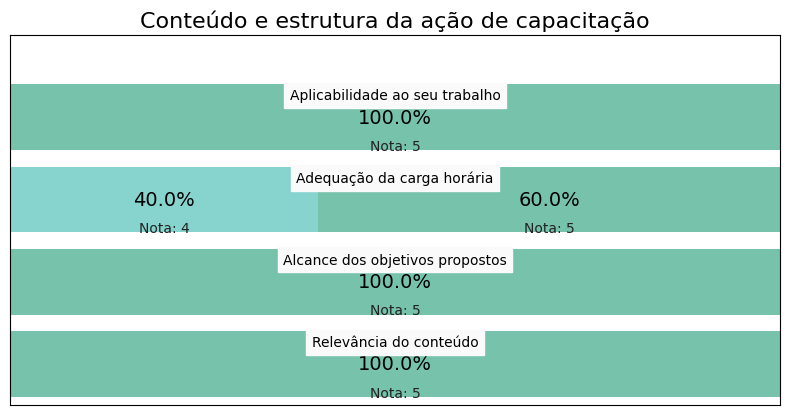 Conteúdo e estrutura da ação de capacitação
Aplicabilidade ao seu trabalho
100.0%
Nota: 5
Adequação da carga horária
40.0% 60.0%
Nota: 4 Nota: 5
Alcance dos objetivos propostos
100.0%
Nota: 5
Relevância do conteúdo
100.0%
Nota: 5